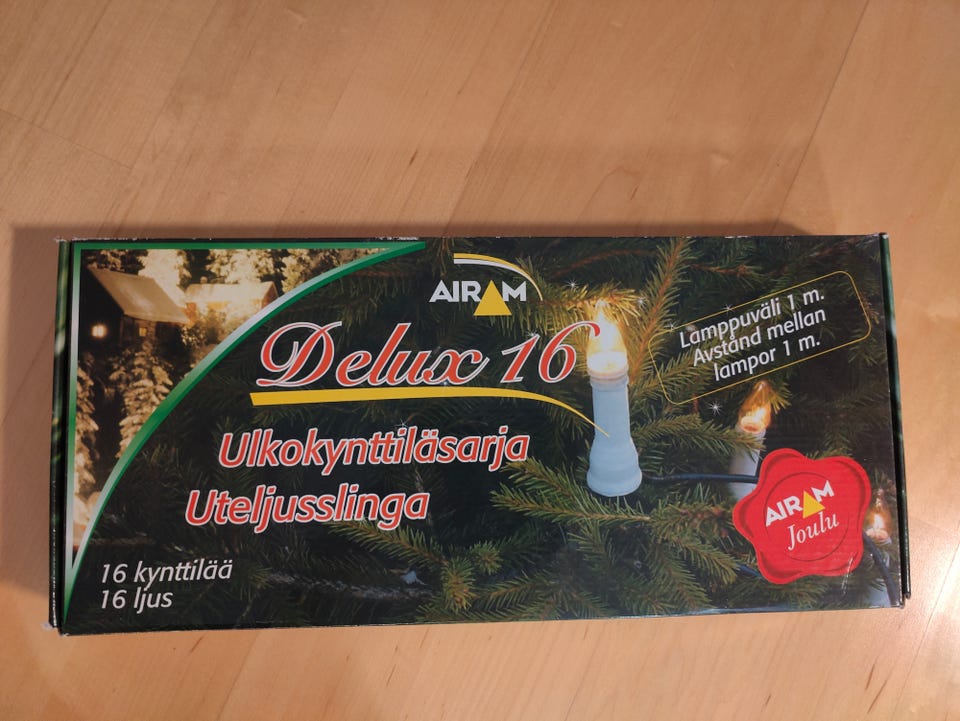 AIRAM
Delux 16
Lamppuväli 1 m.
Avstånd mellan
lampor 1 m.
Ulkokynttiläsarja
Uteljusslinga
AIRAM
Joulu
16 kynttilää
16 ljus